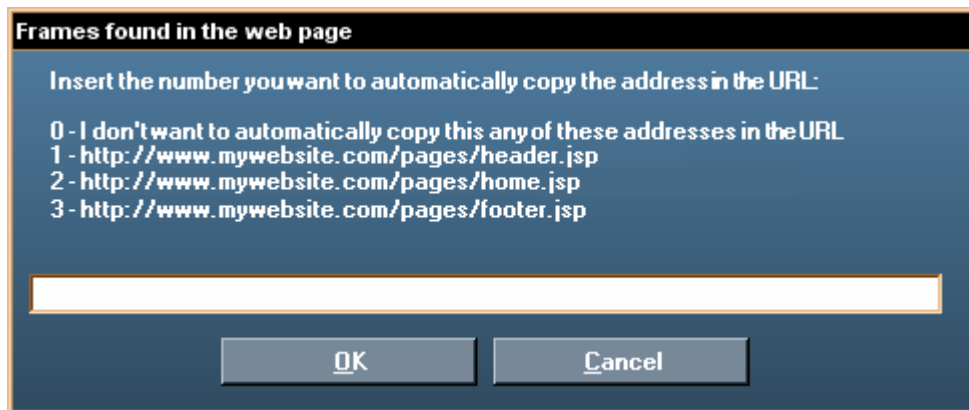 Frames found in the web page
Insert the number you want to automatically copy the address in the URL:
0 - I don't want to automatically copy this any of these addresses in the URL
1 - http://www.mywebsite.com/pages/header.jsp
2 - http://www.mywebsite.com/pages/home.jsp
3 - http://www.mywebsite.com/pages/footer.jsp
OK Cancel